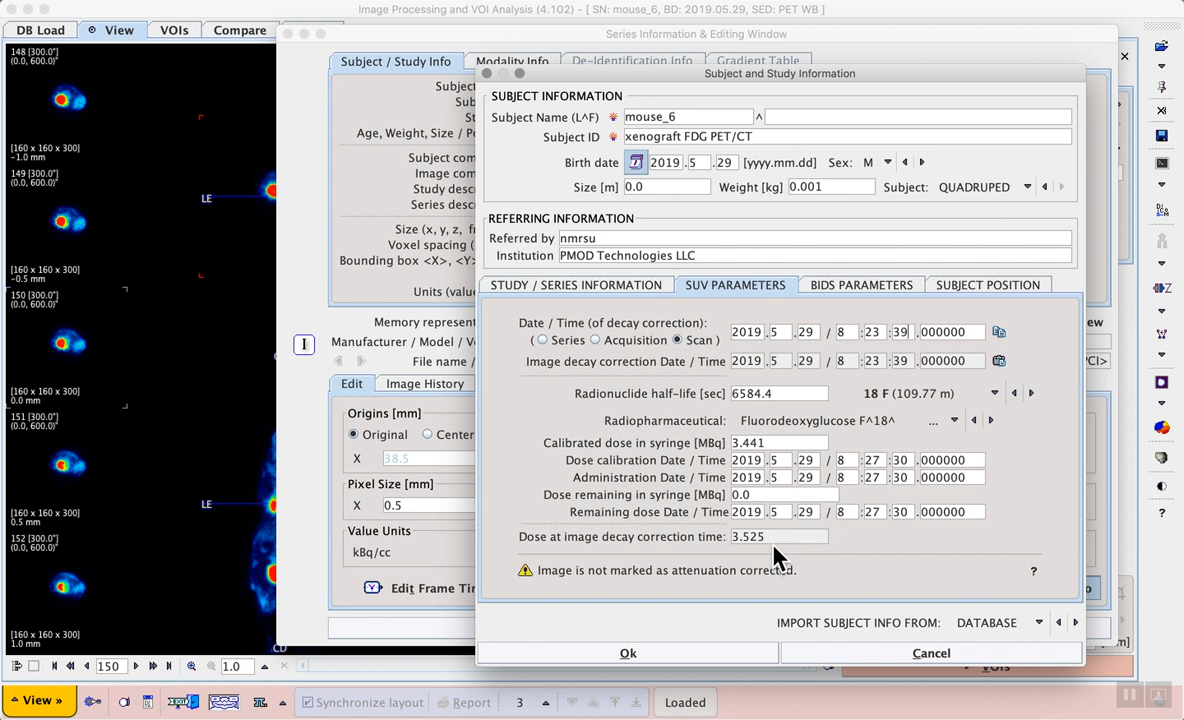 Image Processing and VOI Analysis (4.102) - [ SN: mouse_6, BD: 2019.05.29, SED: PET WB ]
DB Load View VOIs Compare
Series Information & Editing Window
Subject / Study Info Modality Info De-Identification Info Gradient Table
Subject and Study Information
SUBJECT INFORMATION
Subject Name (L^F) mouse_6 ^
Subject ID xenograft FDG PET/CT
Birth date 2019 . 5 . 29 [yyyy.mm.dd] Sex: M
Size [m] 0.0 Weight [kg] 0.001 Subject: QUADRUPED
REFERRING INFORMATION
Referred by nmrsu
Institution PMOD Technologies LLC
STUDY / SERIES INFORMATION SUV PARAMETERS BIDS PARAMETERS SUBJECT POSITION
Date / Time (of decay correction): 2019 . 5 . 29 / 8 : 23 : 39 . 000000
( Series Acquisition Scan )
Image decay correction Date / Time 2019 . 5 . 29 / 8 : 23 : 39 . 000000
Radionuclide half-life [sec] 6584.4 18 F (109.77 m)
Radiopharmaceutical: Fluorodeoxyglucose F^18^ ...
Calibrated dose in syringe [MBq] 3.441
Dose calibration Date / Time 2019 . 5 . 29 / 8 : 27 : 30 . 000000
Administration Date / Time 2019 . 5 . 29 / 8 : 27 : 30 . 000000
Dose remaining in syringe [MBq] 0.0
Remaining dose Date / Time 2019 . 5 . 29 / 8 : 27 : 30 . 000000
Dose at image decay correction time: 3.525
Image is not marked as attenuation corrected.
?
IMPORT SUBJECT INFO FROM: DATABASE
Ok Cancel
Age, Weight, Size / Po
Subject com
Image com
Study desc
Series desc
Size (x, y, z, fr
Voxel spacing (
Bounding box <X>, <Y>
Units (valu
Memory represent
Manufacturer / Model / V
File name /
Edit Image History
Origins [mm]
Original Center
X 38.5
Pixel Size [mm]
X 0.5
Value Units
kBq/cc
Edit Frame Tim
148 [300.0"]
(0.0, 600.0)"
[160 x 160 x 300]
-1.0 mm
149 [300.0"]
(0.0, 600.0)"
[160 x 160 x 300]
-0.5 mm
150 [300.0"]
(0.0, 600.0)"
[160 x 160 x 300]
0.0 mm
151 [300.0"]
(0.0, 600.0)"
[160 x 160 x 300]
0.5 mm
152 [300.0"]
(0.0, 600.0)"
[160 x 160 x 300]
1.0 mm
LE
LE
150 1.0
VOIs
View » Synchronize layout Report 3 Loaded